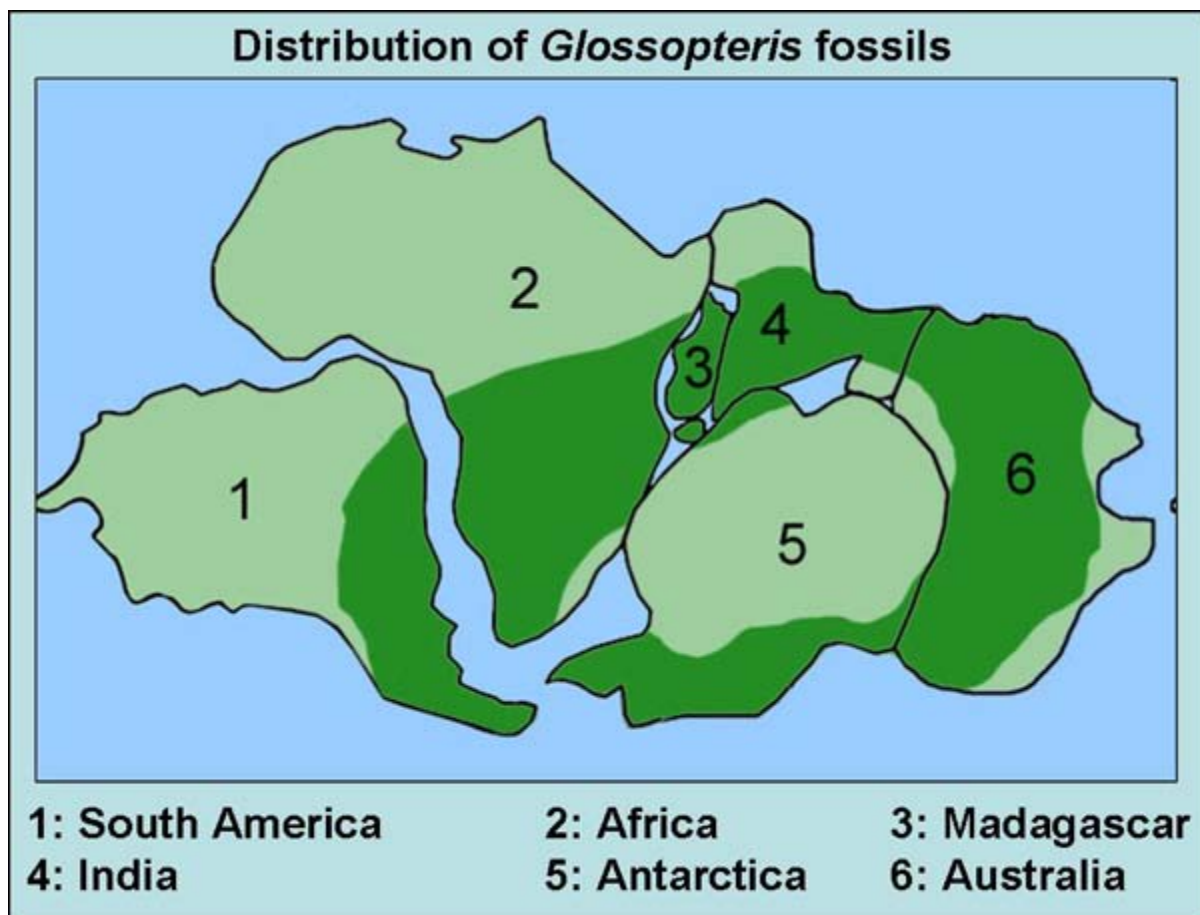 Distribution of Glossopteris fossils
2
4
3
1
6
5
1: South America 2: Africa 3: Madagascar
4: India 5: Antarctica 6: Australia